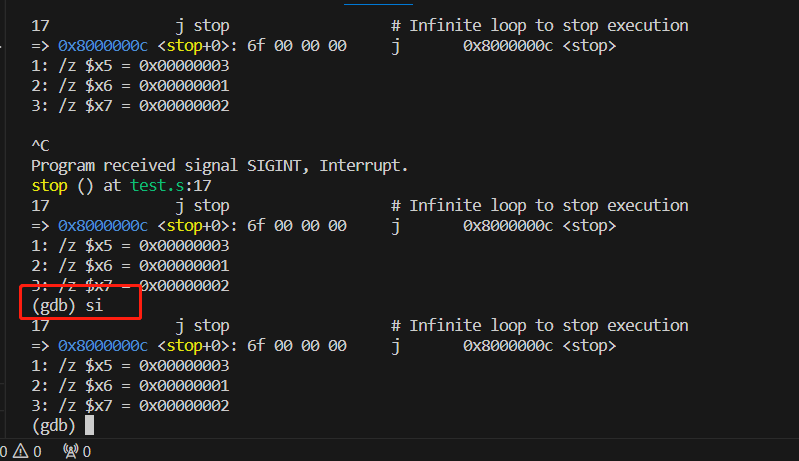 17 j stop # Infinite loop to stop execution
=> 0x8000000c <stop+0>: 6f 00 00 00 j 0x8000000c <stop>
1: /z $x5 = 0x00000003
2: /z $x6 = 0x00000001
3: /z $x7 = 0x00000002
^C
Program received signal SIGINT, Interrupt.
stop () at test.s:17
17 j stop # Infinite loop to stop execution
=> 0x8000000c <stop+0>: 6f 00 00 00 j 0x8000000c <stop>
1: /z $x5 = 0x00000003
2: /z $x6 = 0x00000001
3: /z $x7 = 0x00000002
(gdb) si
17 j stop # Infinite loop to stop execution
=> 0x8000000c <stop+0>: 6f 00 00 00 j 0x8000000c <stop>
1: /z $x5 = 0x00000003
2: /z $x6 = 0x00000001
3: /z $x7 = 0x00000002
(gdb)
0 0 0